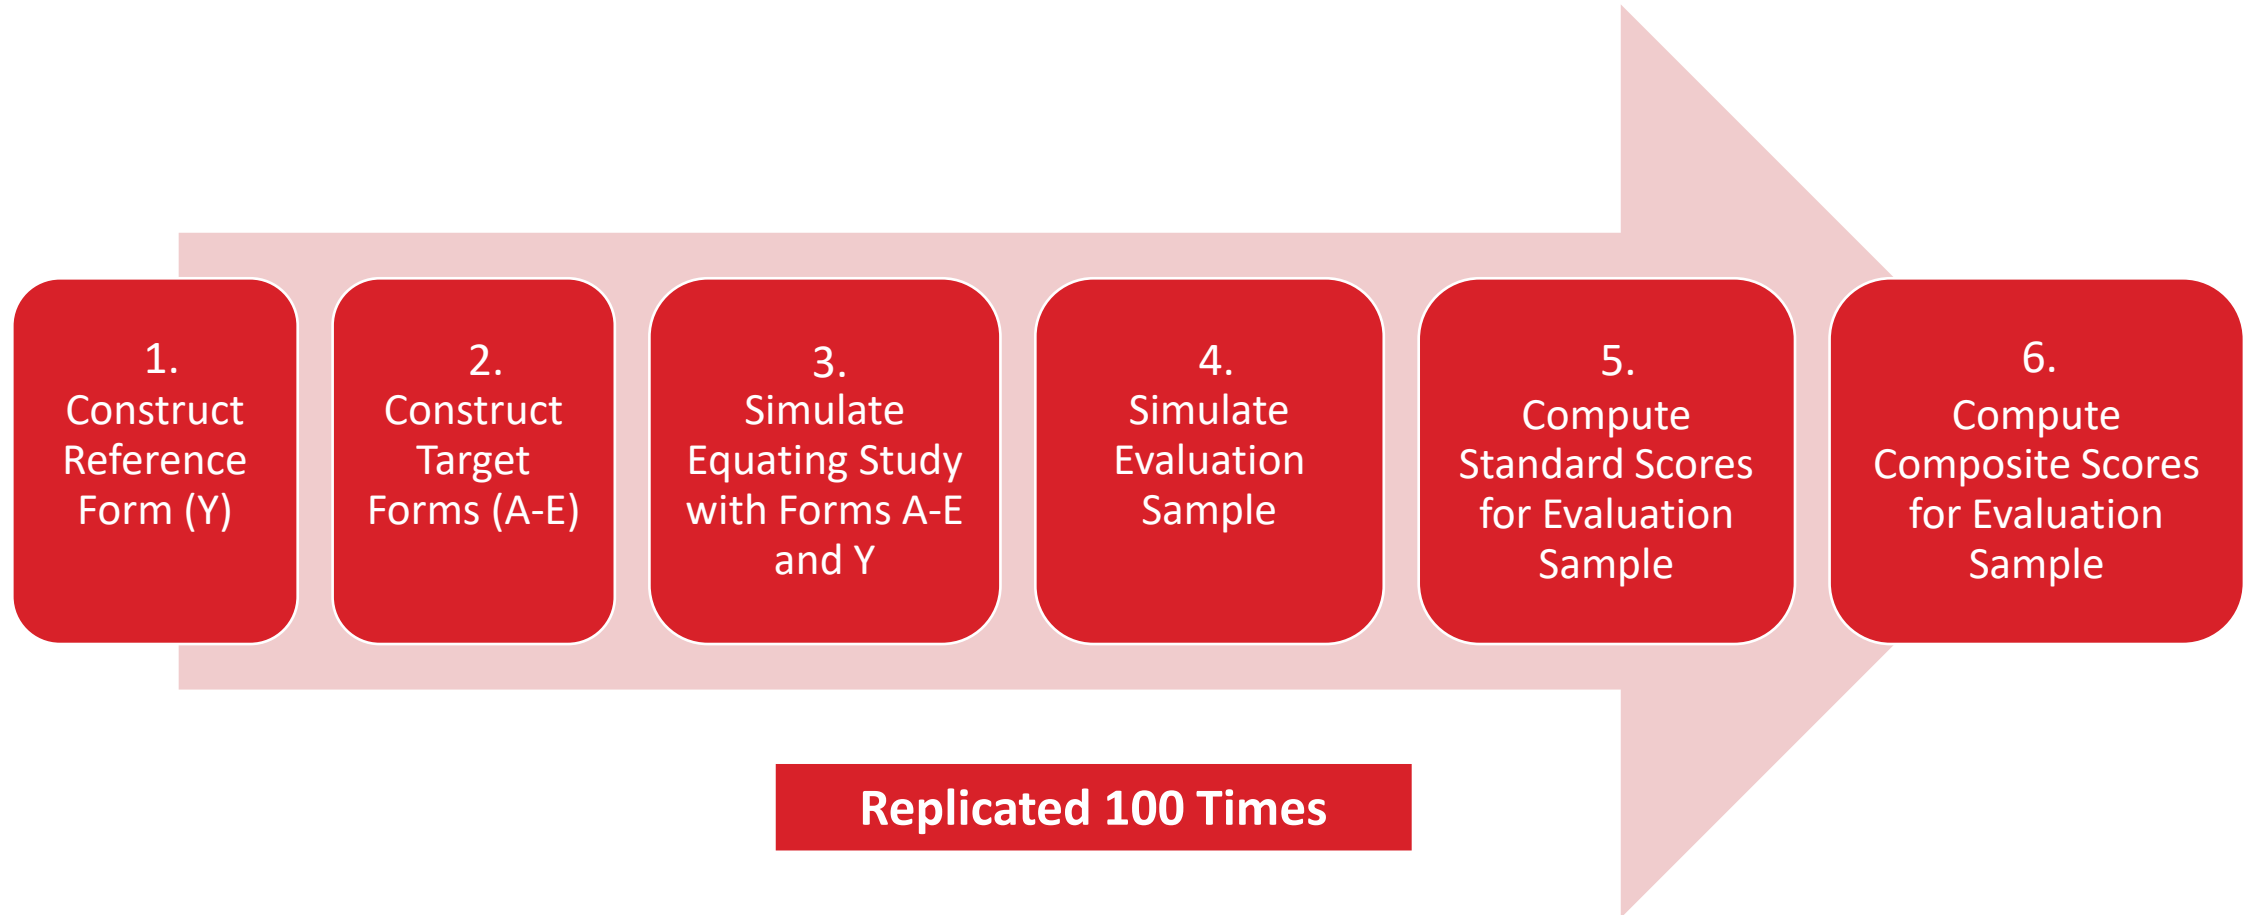 1.
Construct
Reference
Form (Y)
2.
Construct
Target
Forms (A-E)
3.
Simulate
Equating Study
with Forms A-E
and Y
4.
Simulate
Evaluation
Sample
5.
Compute
Standard Scores
for Evaluation
Sample
6.
Compute
Composite Scores
for Evaluation
Sample
Replicated 100 Times